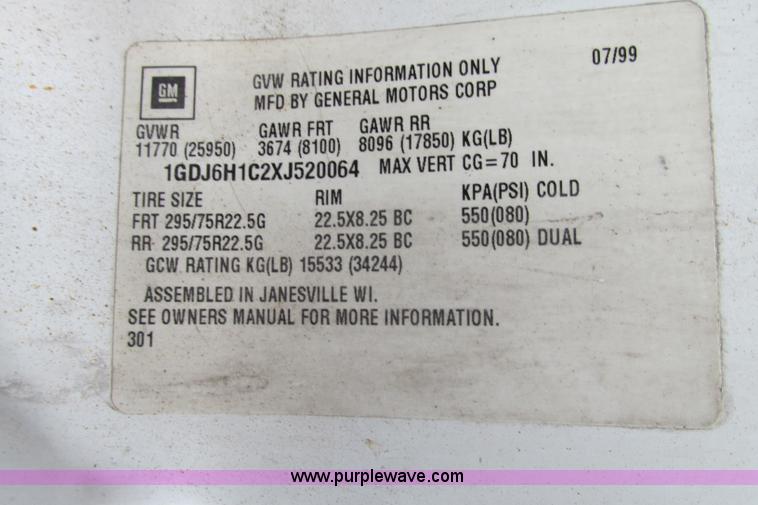 GM
GVW RATING INFORMATION ONLY 07/99
MFD BY GENERAL MOTORS CORP
GVWR GAWR FRT GAWR RR
11770 (25950) 3674 (8100) 8096 (17850) KG(LB)
1GDJ6H1C2XJ520064 MAX VERT CG=70 IN.
TIRE SIZE RIM KPA(PSI) COLD
FRT 295/75R22.5G 22.5X8.25 BC 550(080)
RR 295/75R22.5G 22.5X8.25 BC 550(080) DUAL
GCW RATING KG(LB) 15533 (34244)
ASSEMBLED IN JANESVILLE WI.
SEE OWNERS MANUAL FOR MORE INFORMATION.
301
www.purplewave.com